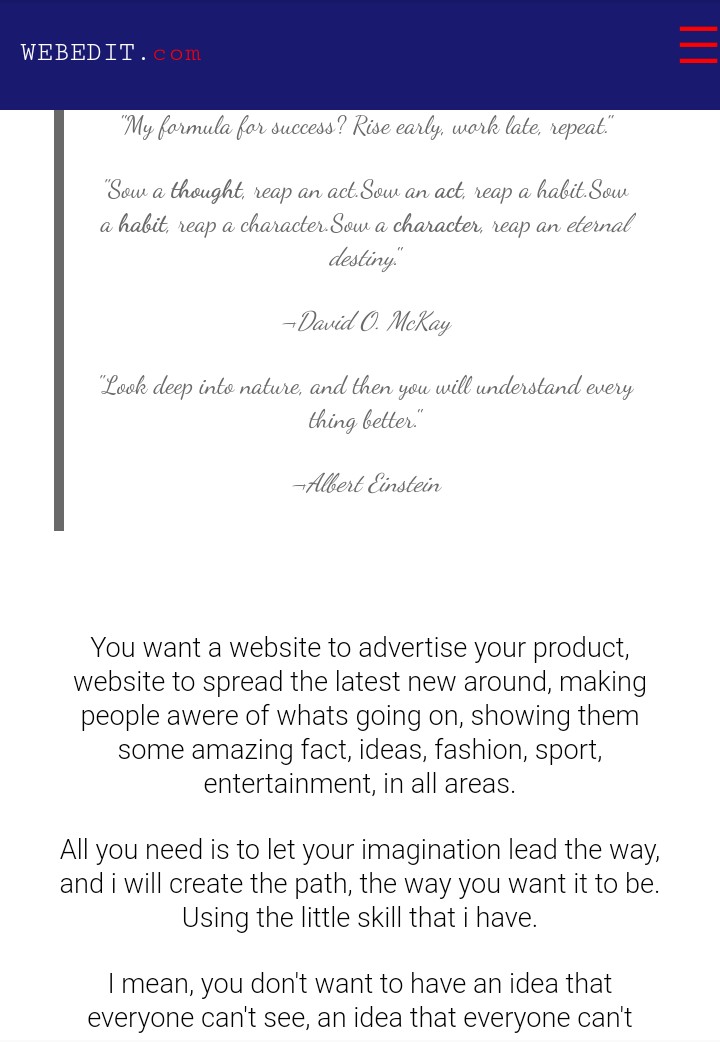 WEBEDIT.com
"My formula for success? Rise early, work late, repeat."
"Sow a thought, reap an act.Sow an act, reap a habit.Sow
a habit, reap a character.Sow a character, reap an eternal
destiny."
¬David O. McKay
"Look deep into nature, and then you will understand every
thing better."
¬Albert Einstein
You want a website to advertise your product,
website to spread the latest new around, making
people awere of whats going on, showing them
some amazing fact, ideas, fashion, sport,
entertainment, in all areas.
All you need is to let your imagination lead the way,
and i will create the path, the way you want it to be.
Using the little skill that i have.
I mean, you don't want to have an idea that
everyone can't see, an idea that everyone can't